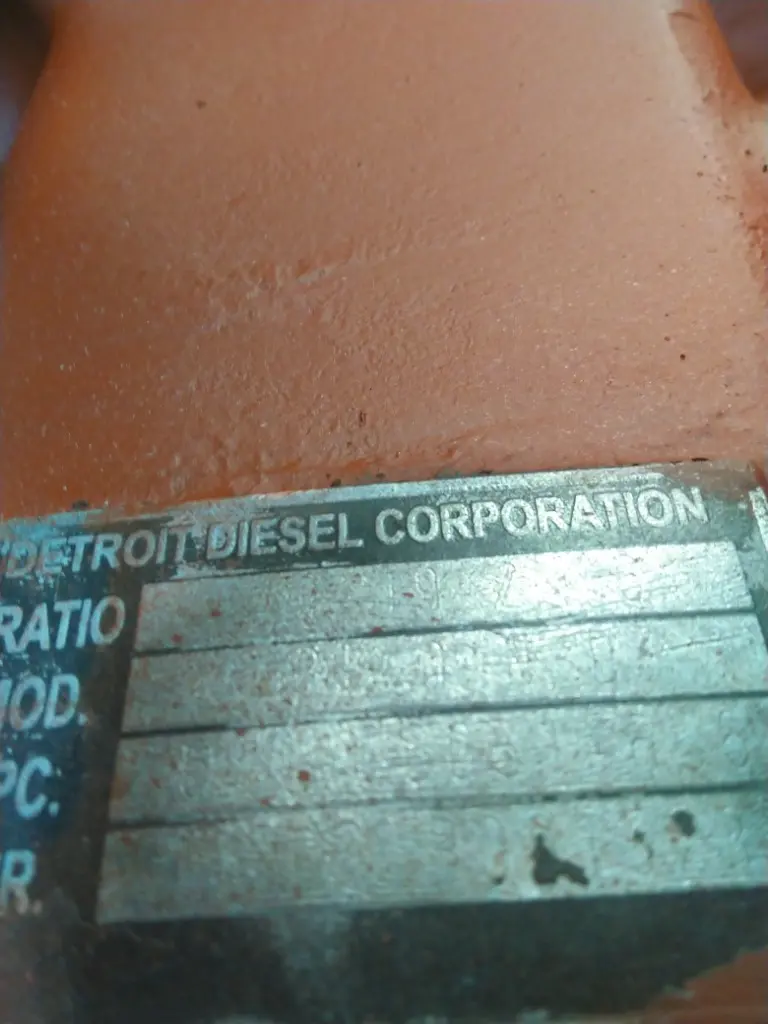 DETROIT DIESEL CORPORATION
RATIO
MOD.
PC.
R.